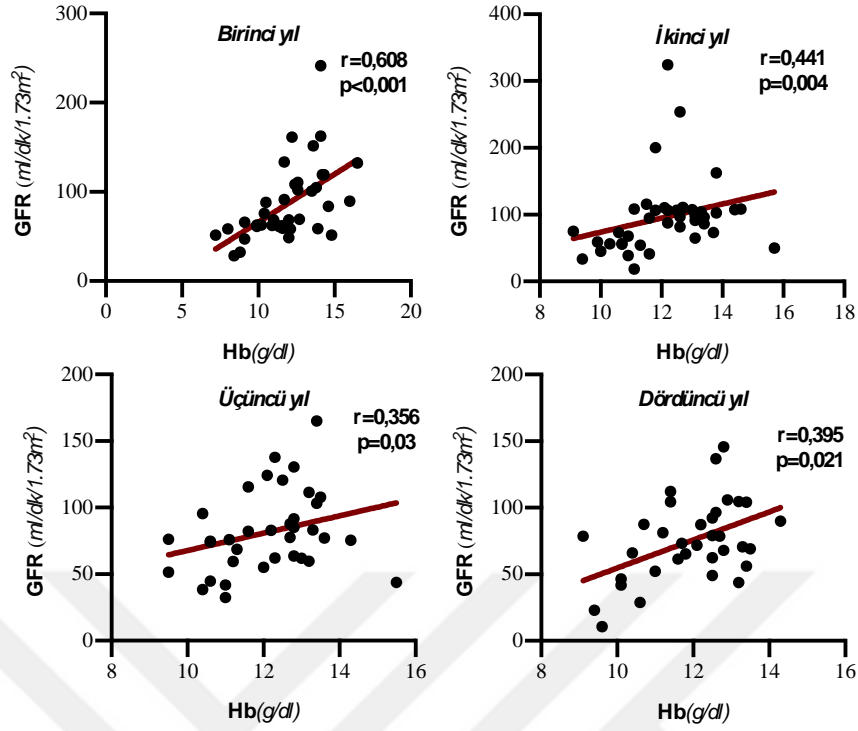 Birinci yıl
r=0,608
p<0,001
GFR (ml/dk/1.73m²)
300
200
100
0
0 5 10 15 20
Hb(g/dl)
İkinci yıl
r=0,441
p=0,004
GFR (ml/dk/1.73m²)
400
300
200
100
0
8 10 12 14 16 18
Hb(g/dl)
Üçüncü yıl
r=0,356
p=0,03
GFR (ml/dk/1.73m²)
200
150
100
50
0
8 10 12 14 16
Hb(g/dl)
Dördüncü yıl
r=0,395
p=0,021
GFR (ml/dk/1.73m²)
200
150
100
50
0
8 10 12 14 16
Hb(g/dl)